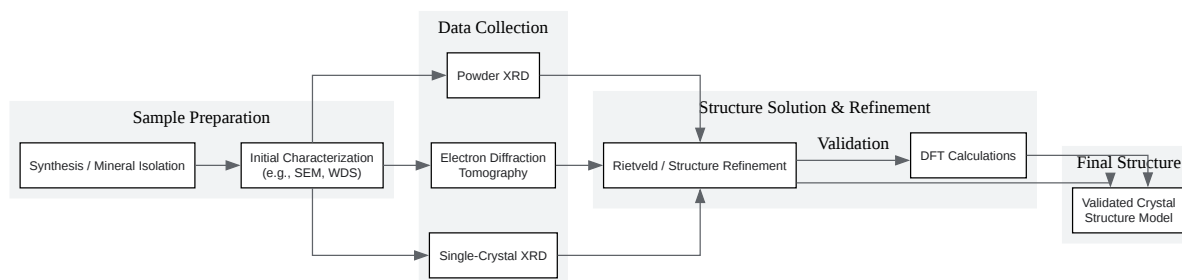 Data Collection
Powder XRD
Sample Preparation
Synthesis / Mineral Isolation
Initial Characterization
(e.g., SEM, WDS)
Electron Diffraction
Tomography
Single-Crystal XRD
Structure Solution & Refinement
Rietveld / Structure Refinement
Validation
DFT Calculations
Final Structure
Validated Crystal
Structure Model